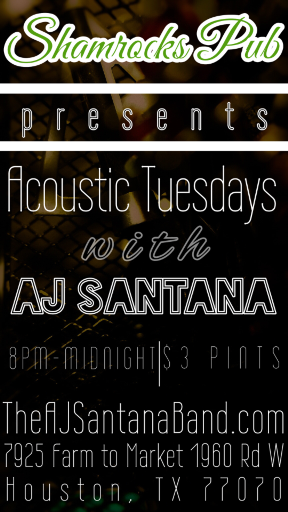 Shamrocks Pub
presents
Acoustic Tuesdays
with
AJ SANTANA
8PM-MIDNIGHT|$3 PINTS
TheAJSantanaBand.com
7925 Farm to Market 1960 Rd W
Houston, TX 77070